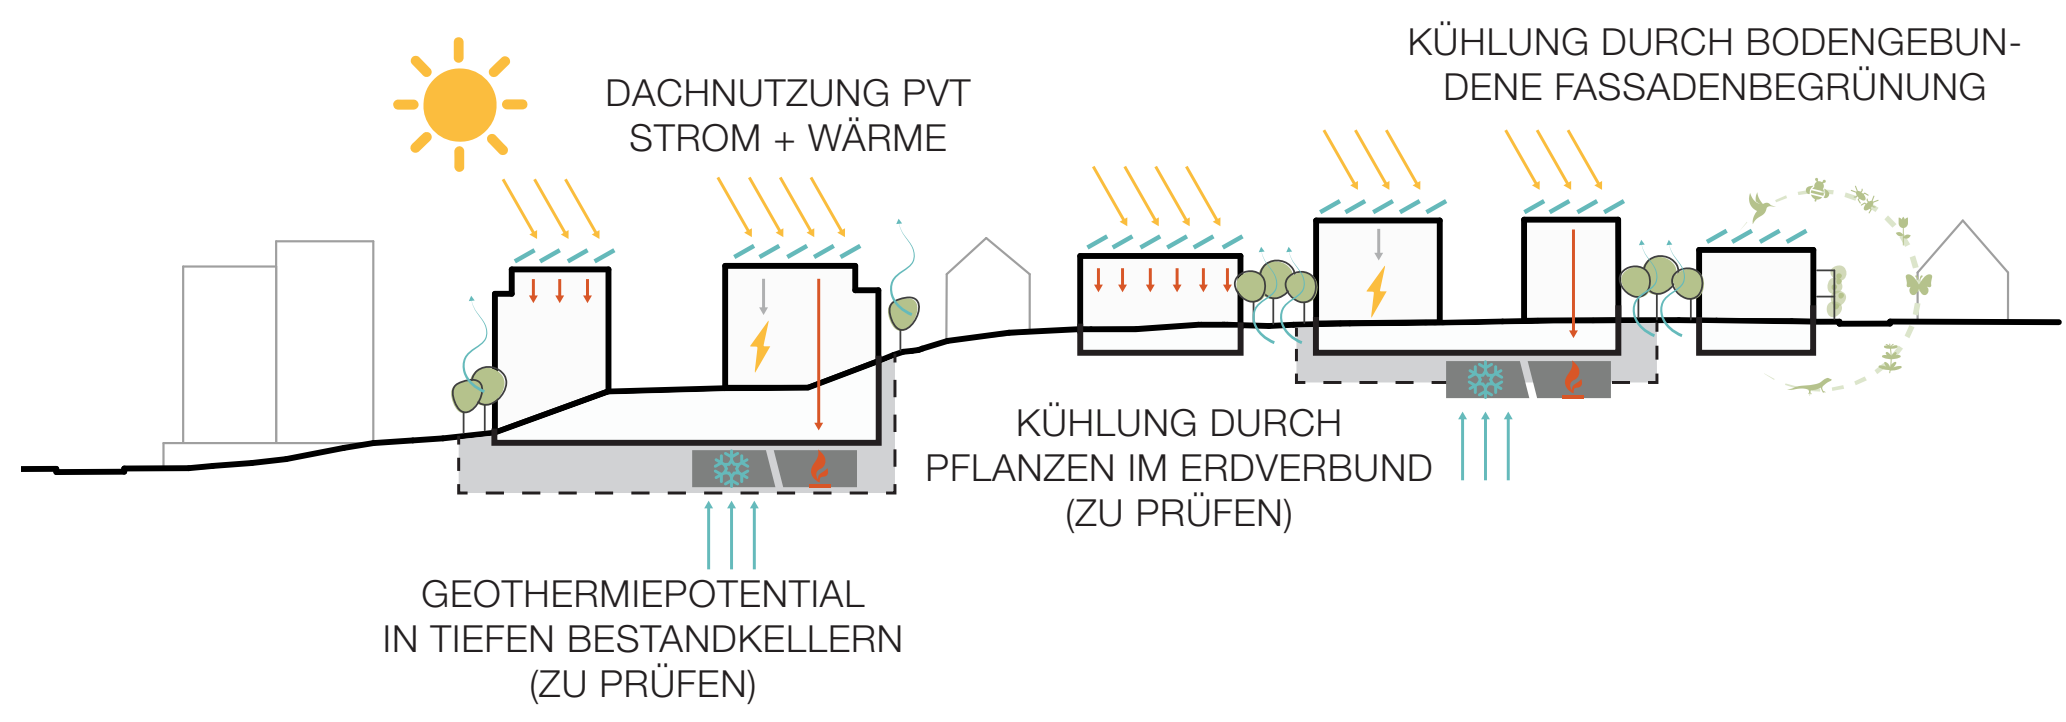 DACHNUTZUNG PVT
STROM + WÄRME
KÜHLUNG DURCH BODENGEBUN-
DENE FASSADENBEGRÜNUNG
KÜHLUNG DURCH
PFLANZEN IM ERDVERBUND
(ZU PRÜFEN)
GEOTHERMIEPOTENTIAL
IN TIEFEN BESTANDKELLERN
(ZU PRÜFEN)